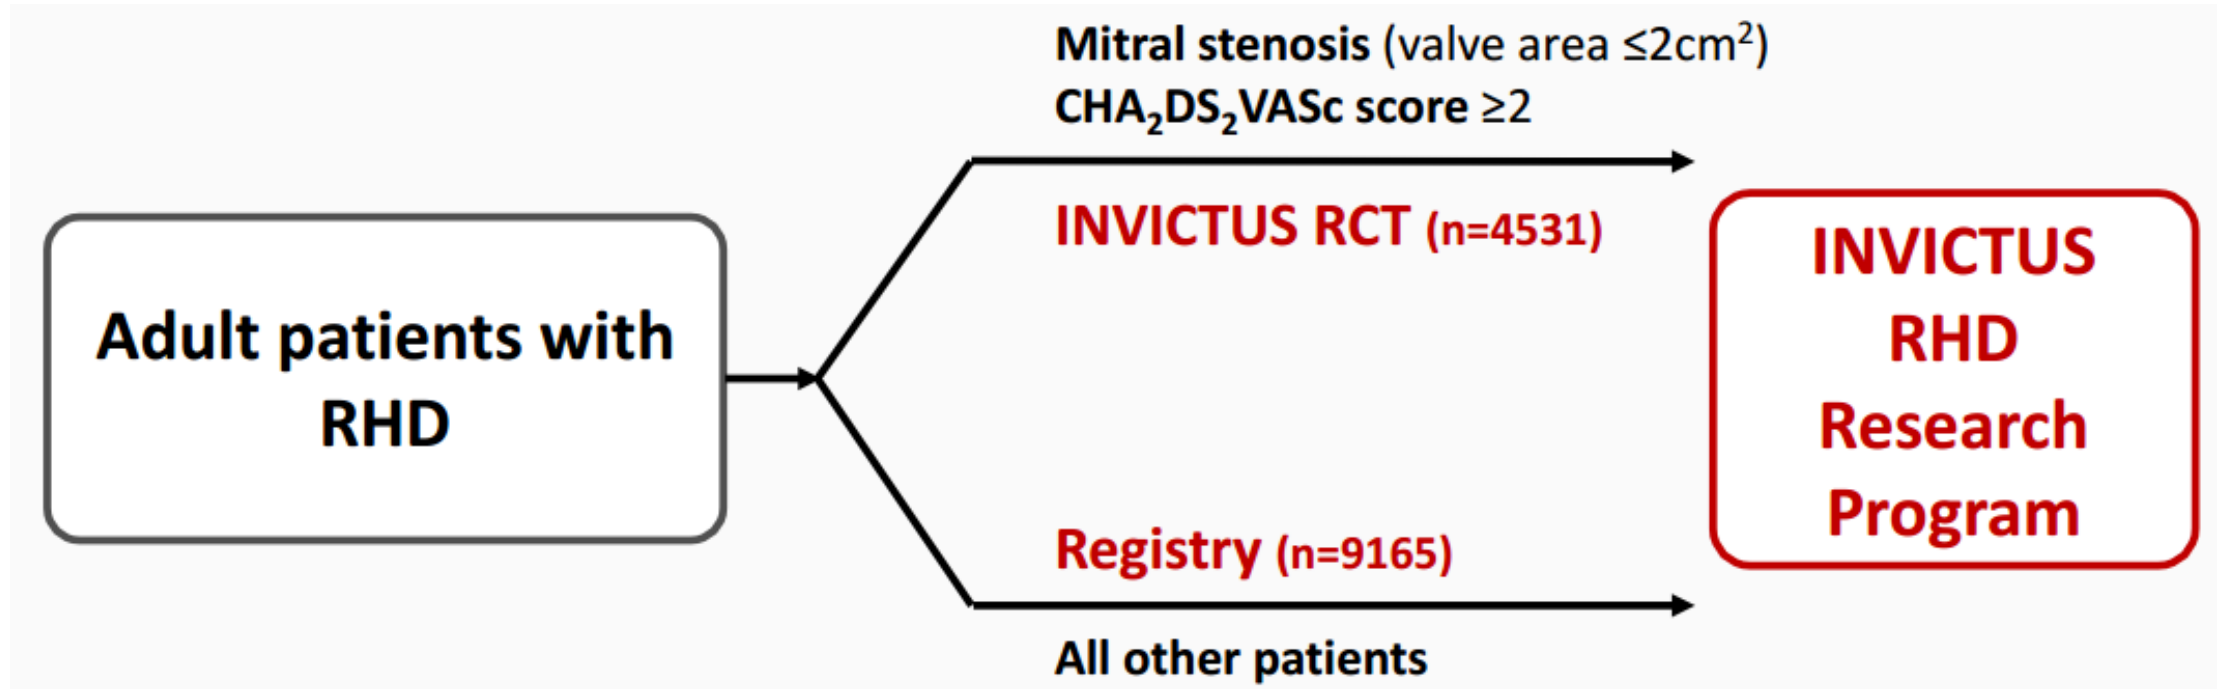 Mitral stenosis (valve area ≤2cm²)
CHA₂DS₂VASc score ≥2
INVICTUS RCT (n=4531)
Adult patients with
RHD
INVICTUS
RHD
Research
Program
Registry (n=9165)
All other patients